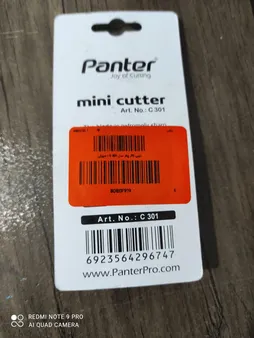 Panter
Joy of Curing.
mini cutter
Art. No.: C 301
Art. No.: C 301
6923564296747
www.PanterPro.com
REDMI NOTE 9 PRO
AI QUAD CAMERA